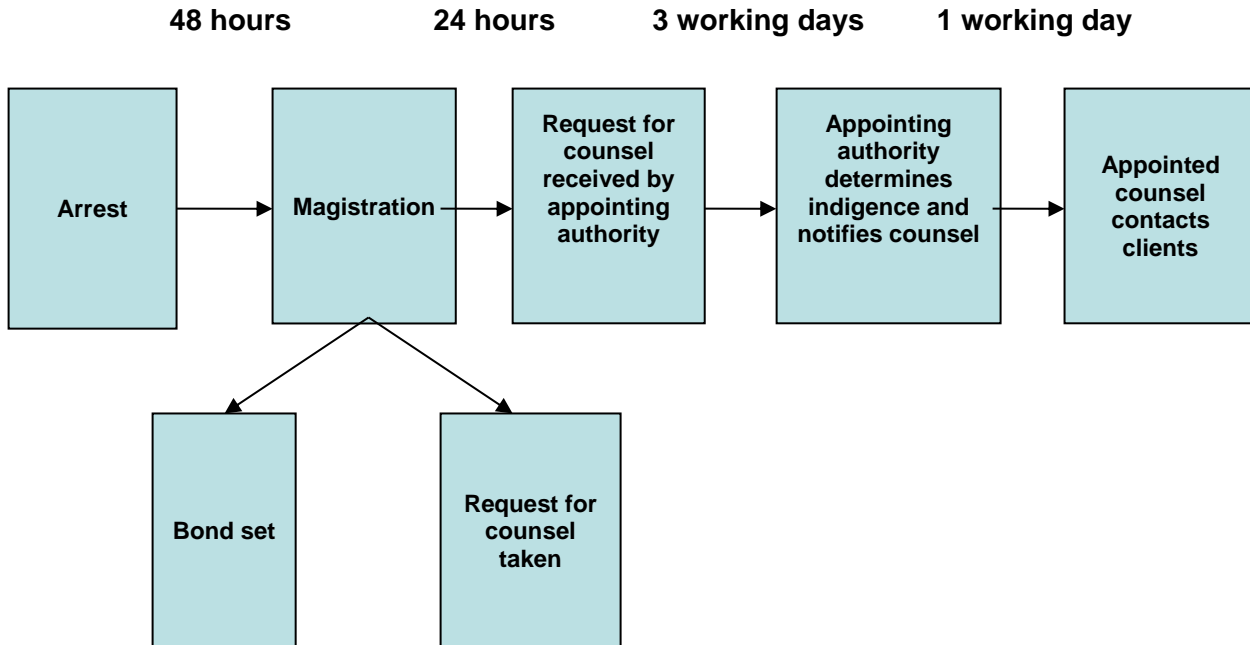 48 hours 24 hours 3 working days 1 working day
Arrest
Magistration
Request for
counsel
received by
appointing
authority
Appointing
authority
determines
indigence and
notifies counsel
Appointed
counsel
contacts
clients
Bond set
Request for
counsel
taken